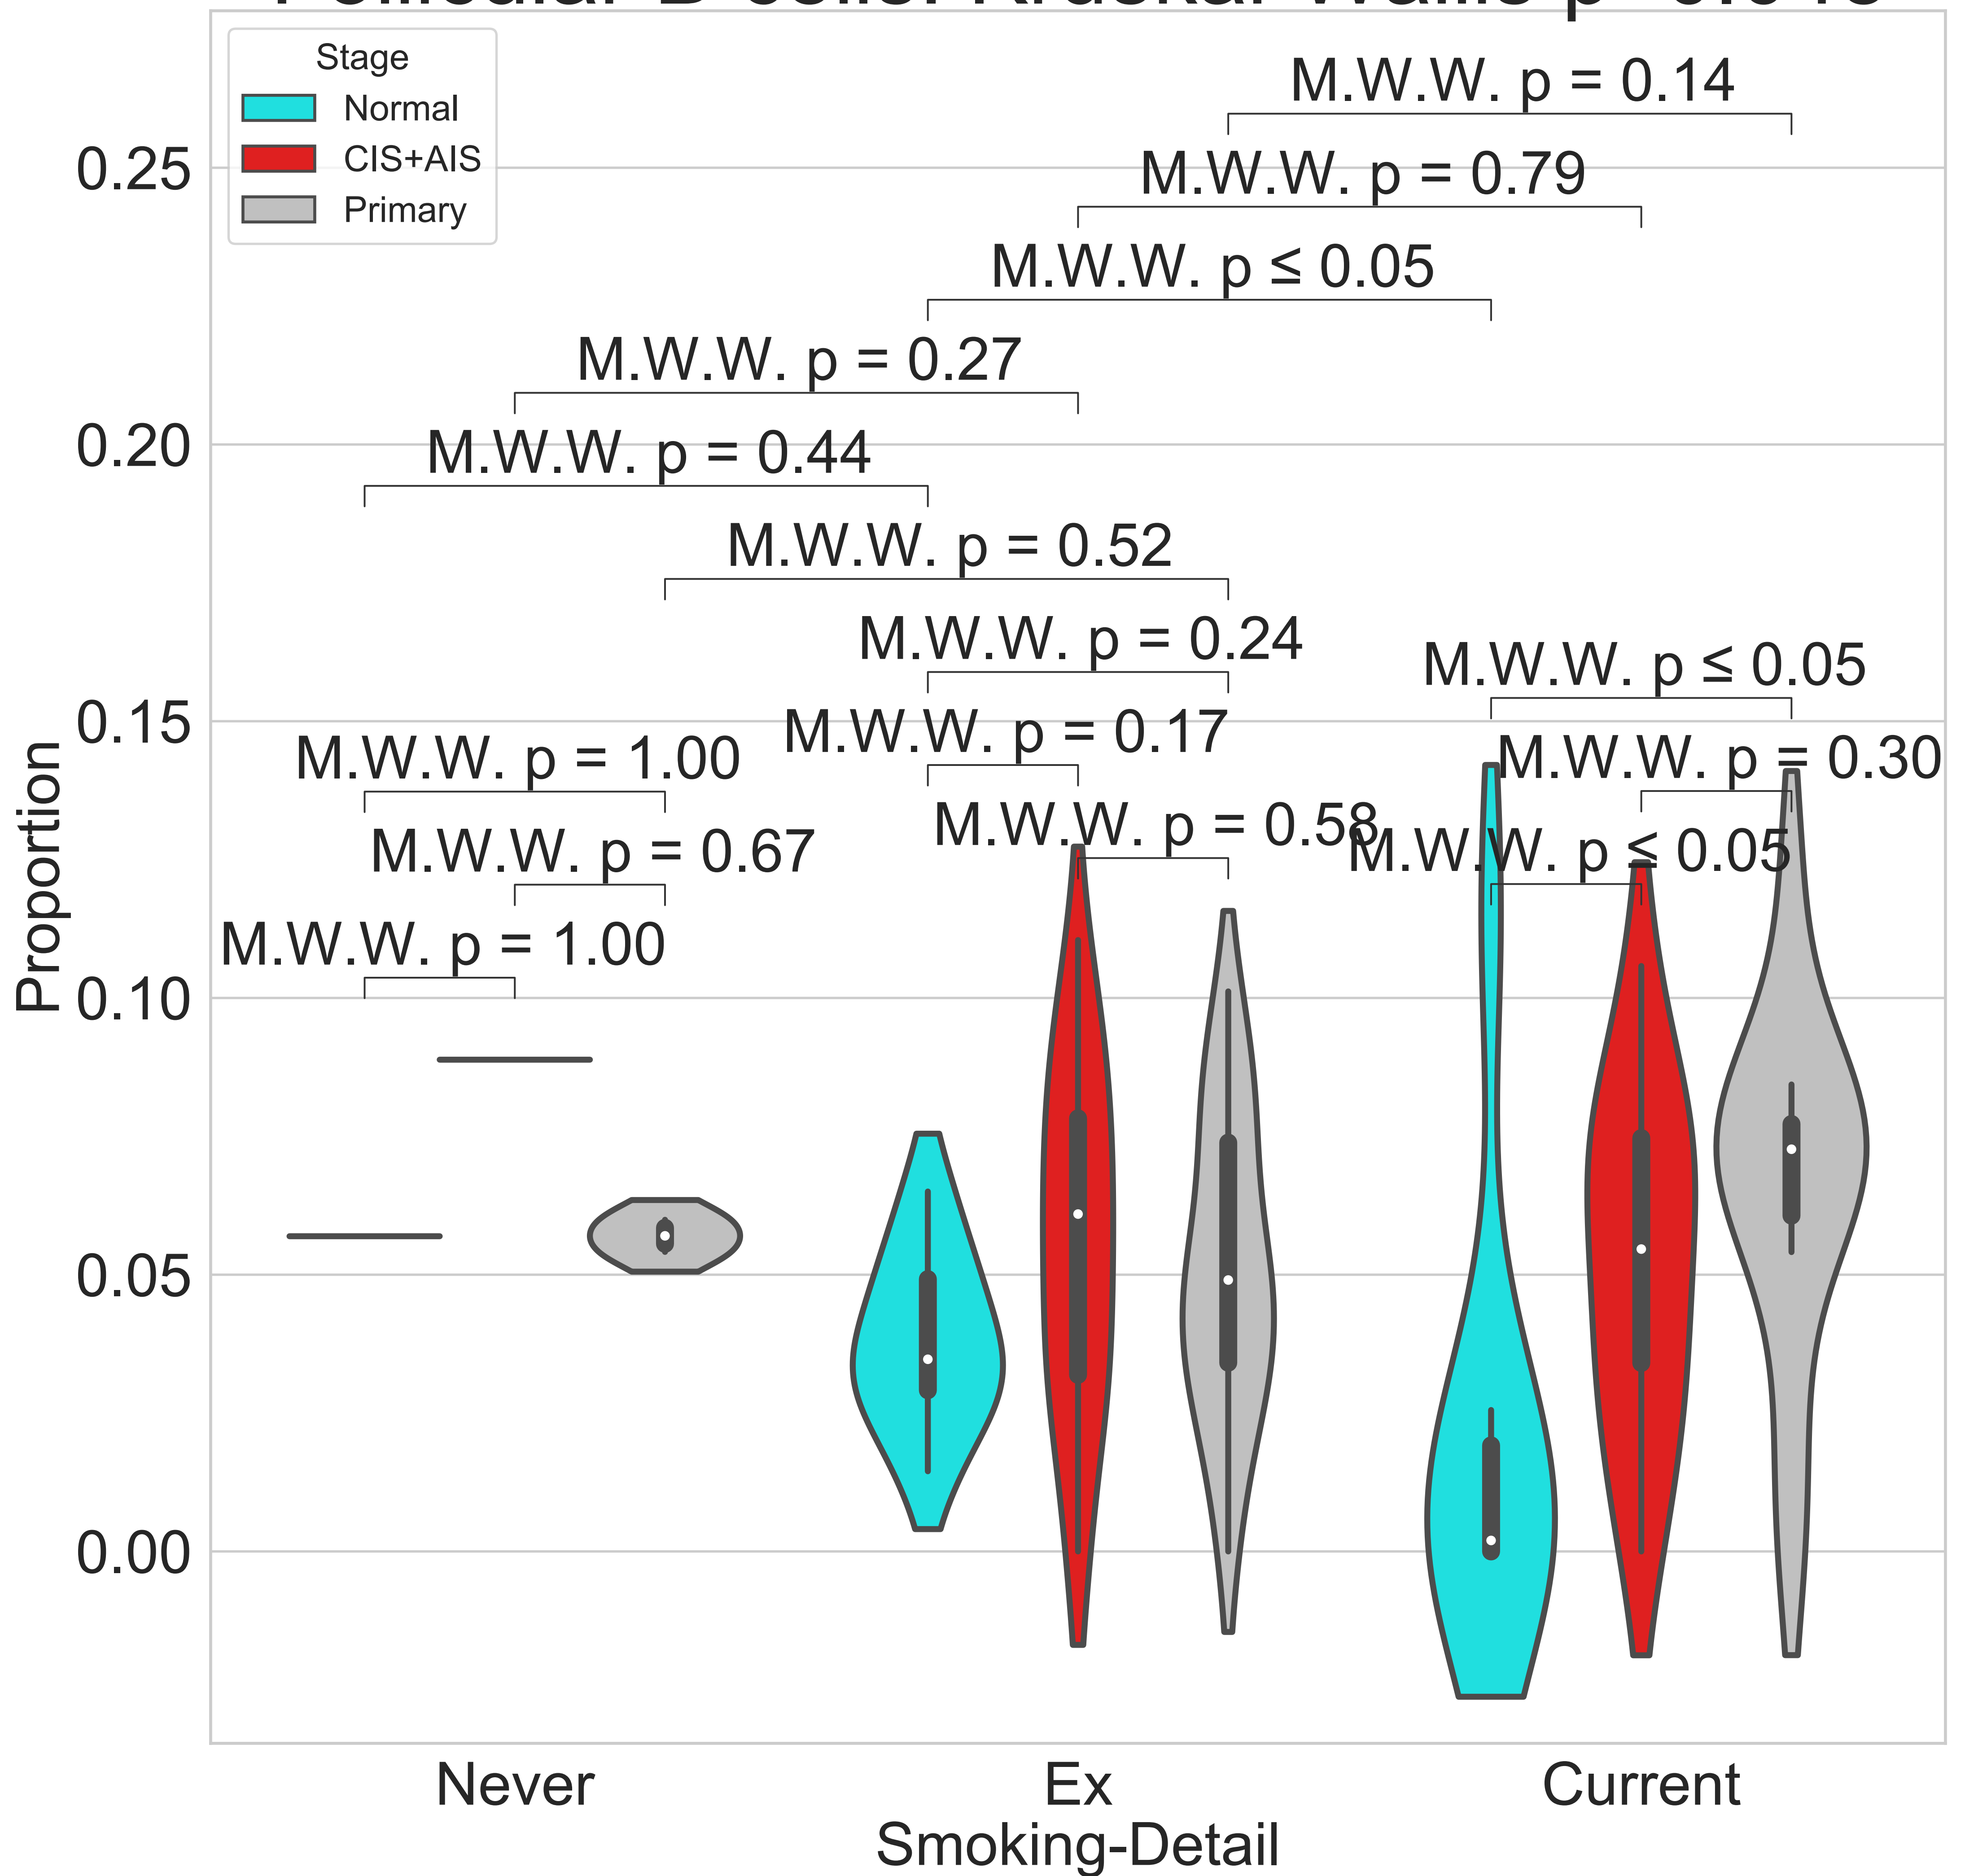 Stage
Normal
CIS+AIS
Primary
M.W.W. p = 0.14
M.W.W. p = 0.79
M.W.W. p ≤ 0.05
M.W.W. p = 0.27
M.W.W. p = 0.44
M.W.W. p = 0.52
M.W.W. p = 0.24
M.W.W. p ≤ 0.05
M.W.W. p = 0.17
M.W.W. p = 1.00
M.W.W. p = 0.30
M.W.W. p = 0.58
M.W.W. p = 0.67
M.W.W. p ≤ 0.05
M.W.W. p = 1.00
0.25
0.20
0.15
0.10
0.05
0.00
Proportion
Never
Ex
Current
Smoking-Detail